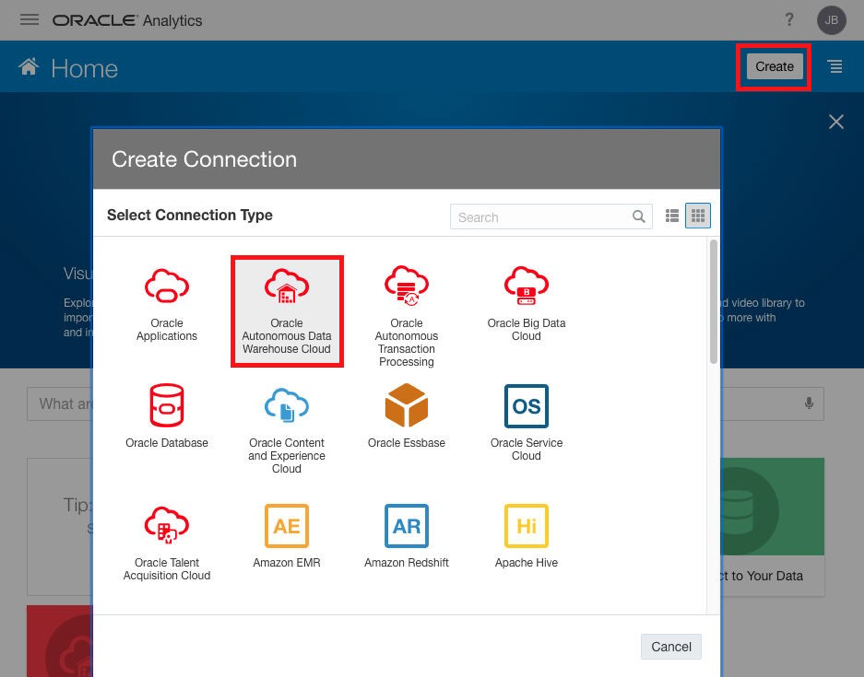 ORACLE Analytics
?
JB
Home
Create
Create Connection
Select Connection Type
Search
Visu
Explo
impor
and in
d video library to
more with
Oracle
Applications
Oracle
Autonomous Data
Warehouse Cloud
Oracle
Autonomous
Transaction
Processing
Oracle Big Data
Cloud
A
B
What are
Oracle Database
Oracle Content
and Experience
Cloud
Oracle Essbase
OS
Oracle Service
Cloud
Tip:
s
Oracle Talent
Acquisition Cloud
AE
Amazon EMR
AR
Amazon Redshift
Hi
Apache Hive
ct to Your Data
Cancel